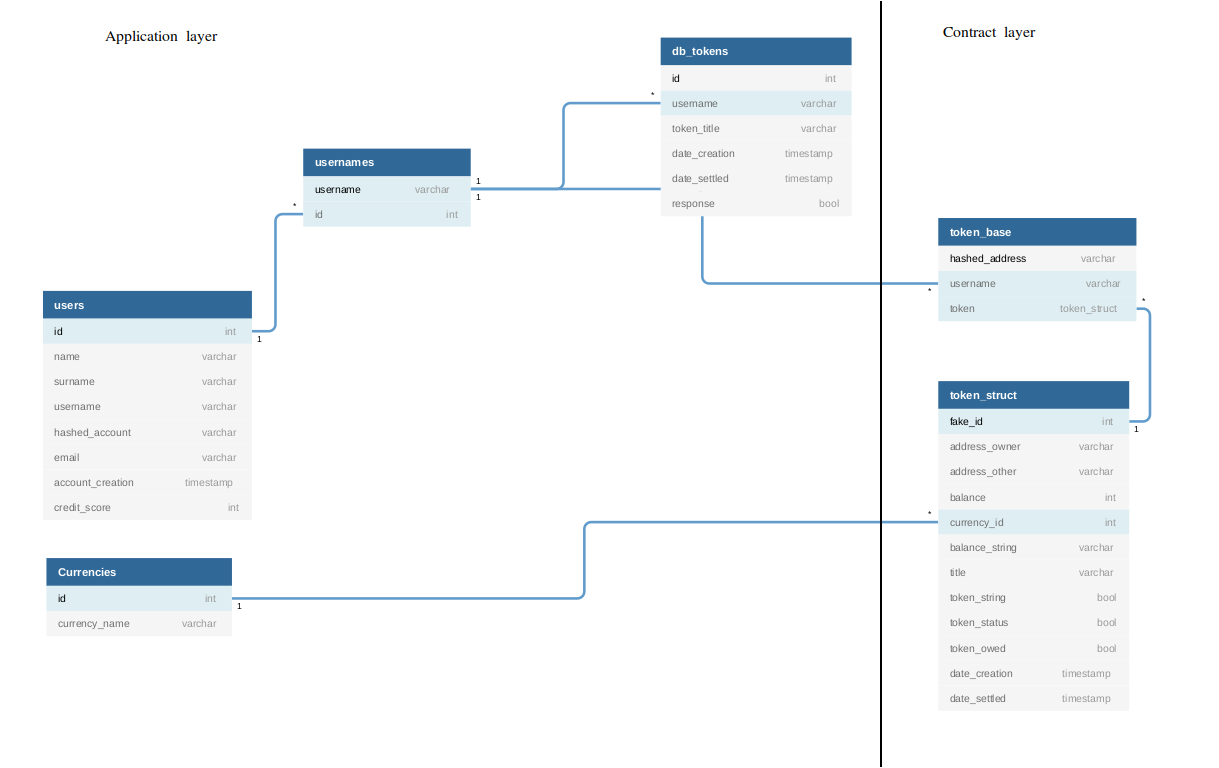 Application layer
Contract layer
db_tokens
id int
username varchar
token_title varchar
date_creation timestamp
date_settled timestamp
response bool
*
usernames
username varchar
id int
1
1
*
users
id int
name varchar
surname varchar
username varchar
hashed_account varchar
email varchar
account_creation timestamp
credit_score int
1
Currencies
id int
currency_name varchar
1
token_base
hashed_address varchar
username varchar
token token_struct
*
*
token_struct
fake_id int
address_owner varchar
address_other varchar
balance int
currency_id int
balance_string varchar
title varchar
token_string bool
token_status bool
token_owed bool
date_creation timestamp
date_settled timestamp
1
*